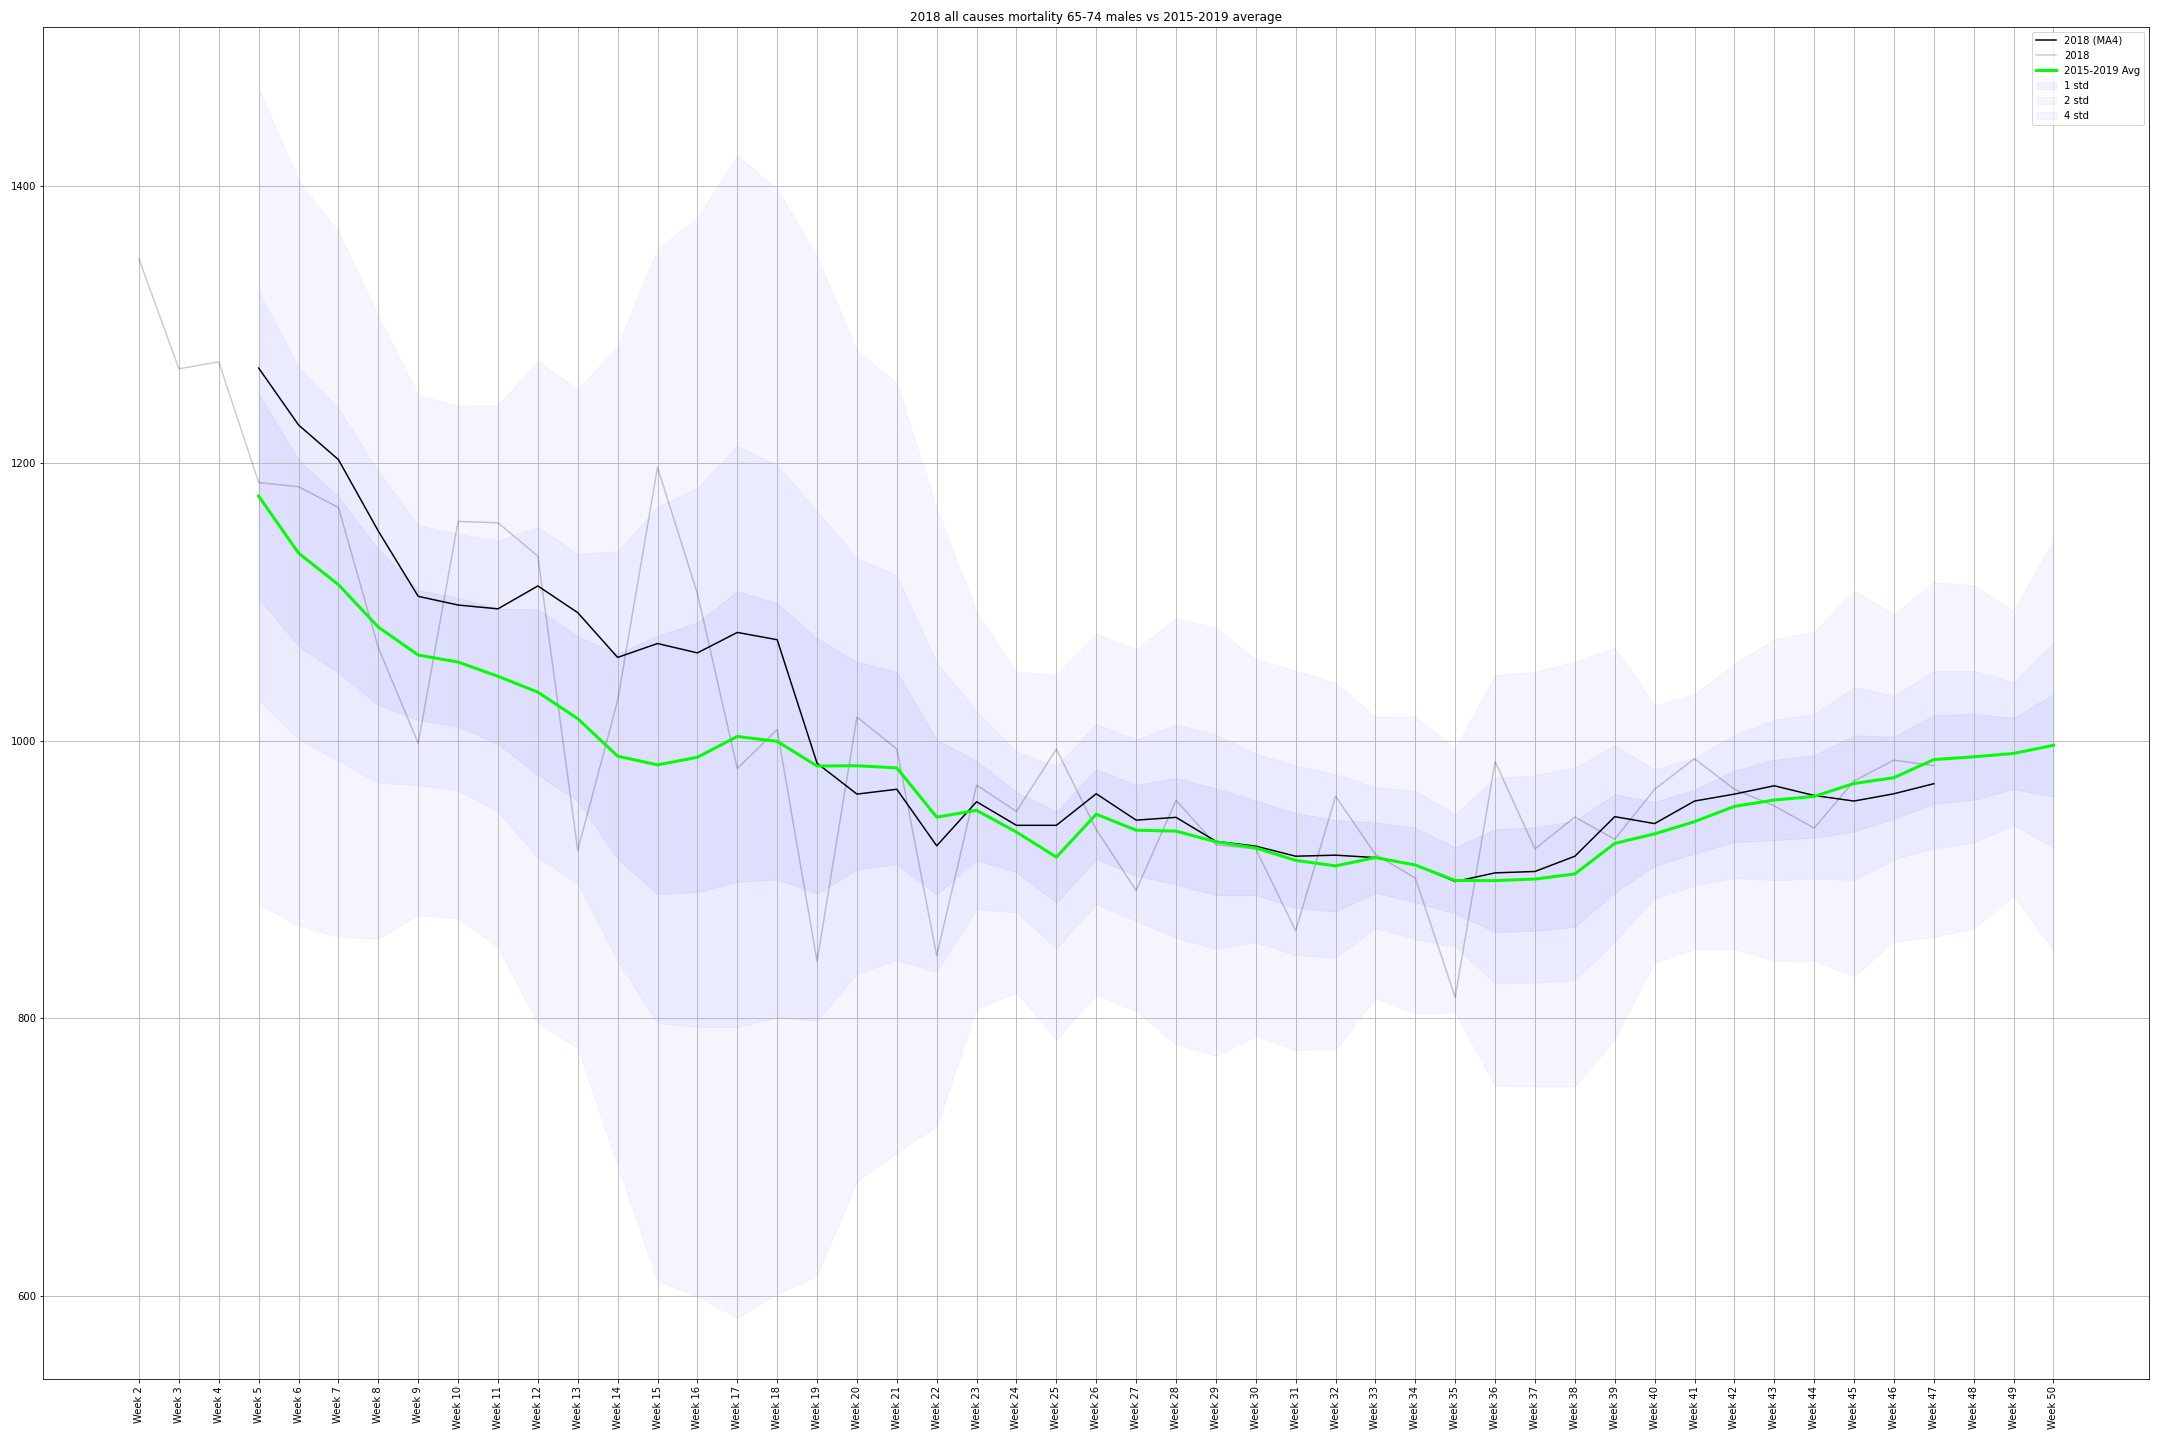 2018 all causes mortality 65-74 males vs 2015-2019 average
2018 (MA4)
2018
2015-2019 Avg
1 std
2 std
4 std
1400
1200
1000
800
600
Week 2
Week 3
Week 4
Week 5
Week 6
Week 7
Week 8
Week 9
Week 10
Week 11
Week 12
Week 13
Week 14
Week 15
Week 16
Week 17
Week 18
Week 19
Week 20
Week 21
Week 22
Week 23
Week 24
Week 25
Week 26
Week 27
Week 28
Week 29
Week 30
Week 31
Week 32
Week 33
Week 34
Week 35
Week 36
Week 37
Week 38
Week 39
Week 40
Week 41
Week 42
Week 43
Week 44
Week 45
Week 46
Week 47
Week 48
Week 49
Week 50